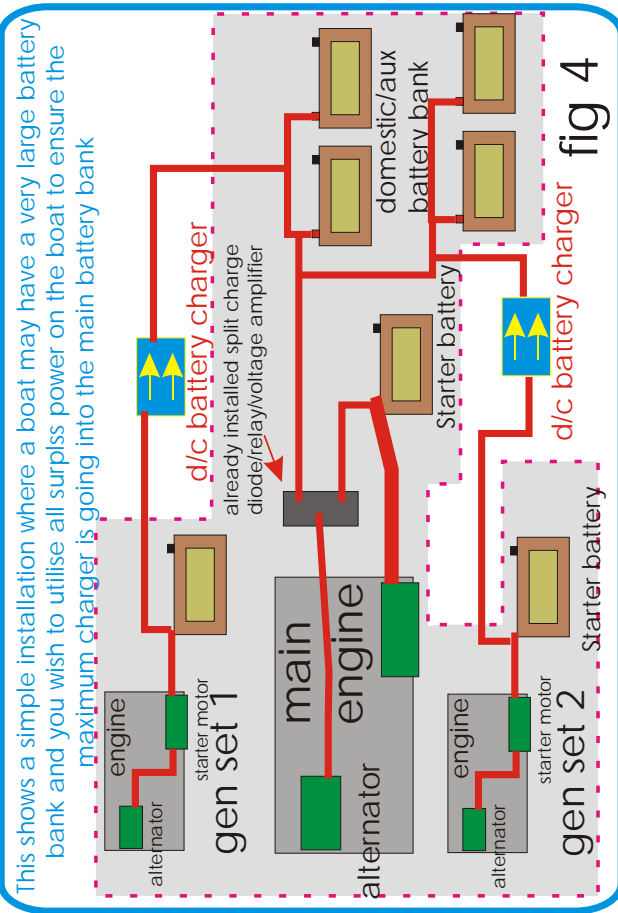 This shows a simple installation where a boat may have a very large battery
bank and you wish to utilise all surplss power on the boat to ensure the
maximum charger is going into the main battery bank
d/c battery charger
already installed split charge
diode/relay/voltage amplifier
domestic/aux
battery bank
fig 4
engine
alternator
starter motor
gen set 1
main
engine
alternator
Starter battery
d/c battery charger
engine
alternator
starter motor
gen set 2
Starter battery